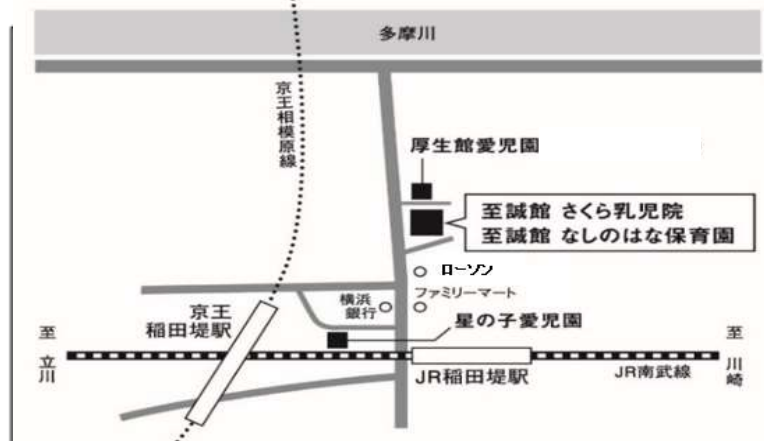 多摩川
京王相模原線
厚生館愛児園
至誠館 さくら乳児院
至誠館 なしのはな保育園
ローソン
ファミリーマート
横浜
銀行
京王
稲田堤駅
星の子愛児園
至
立川
至
川崎
JR稲田堤駅
JR南武線